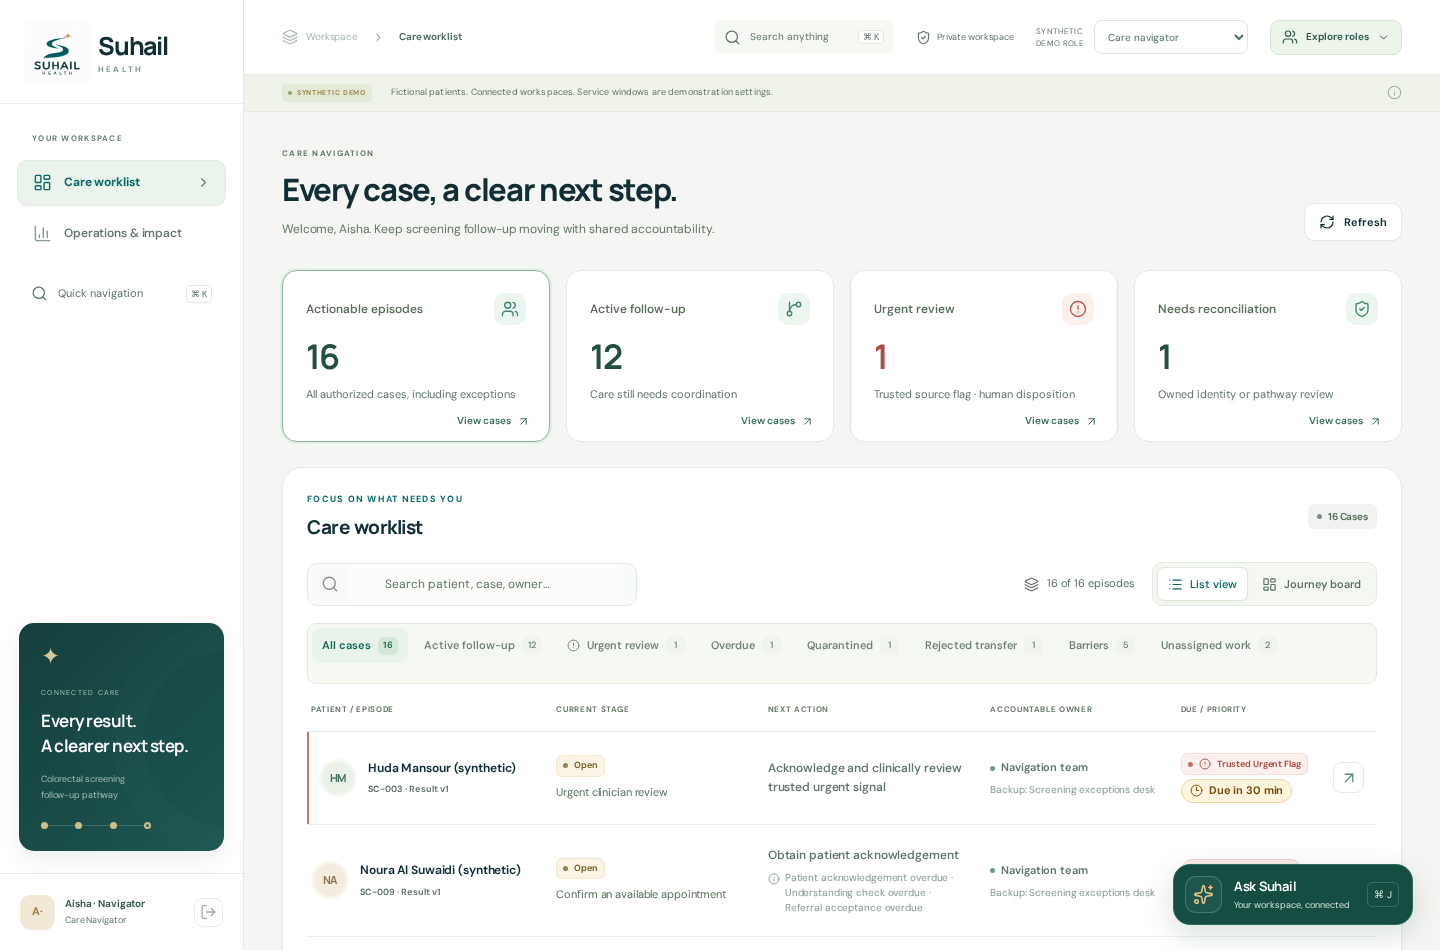 SUHAIL
HEALTH
Suhail
HEALTH
Workspace
Care worklist
Search anything
⌘ K
Private workspace
SYNTHETIC
DEMO ROLE
Care navigator
Explore roles
SYNTHETIC DEMO
Fictional patients. Connected workspaces. Service windows are demonstration settings.
YOUR WORKSPACE
Care worklist
Operations & impact
Quick navigation
⌘ K
CARE NAVIGATION
Every case, a clear next step.
Welcome, Aisha. Keep screening follow-up moving with shared accountability.
Refresh
Actionable episodes
16
All authorized cases, including exceptions
View cases
Active follow-up
12
Care still needs coordination
View cases
Urgent review
1
Trusted source flag · human disposition
View cases
Needs reconciliation
1
Owned identity or pathway review
View cases
FOCUS ON WHAT NEEDS YOU
Care worklist
16 Cases
Search patient, case, owner...
16 of 16 episodes
List view
Journey board
All cases 16
Active follow-up 12
Urgent review 1
Overdue 1
Quarantined 1
Rejected transfer 1
Barriers 5
Unassigned work 2
PATIENT / EPISODE
CURRENT STAGE
NEXT ACTION
ACCOUNTABLE OWNER
DUE / PRIORITY
HM
Huda Mansour (synthetic)
SC-003 · Result v1
Open
Urgent clinician review
Acknowledge and clinically review
trusted urgent signal
Navigation team
Backup: Screening exceptions desk
Trusted Urgent Flag
Due in 30 min
NA
Noura Al Suwaidi (synthetic)
SC-009 · Result v1
Open
Confirm an available appointment
Obtain patient acknowledgement
Patient acknowledgement overdue ·
Understanding check overdue ·
Referral acceptance overdue
Navigation team
Backup: Screening exceptions desk
CONNECTED CARE
Every result.
A clearer next step.
Colorectal screening
follow-up pathway
A·
Aisha · Navigator
Care Navigator
Ask Suhail
Your workspace, connected
⌘ J